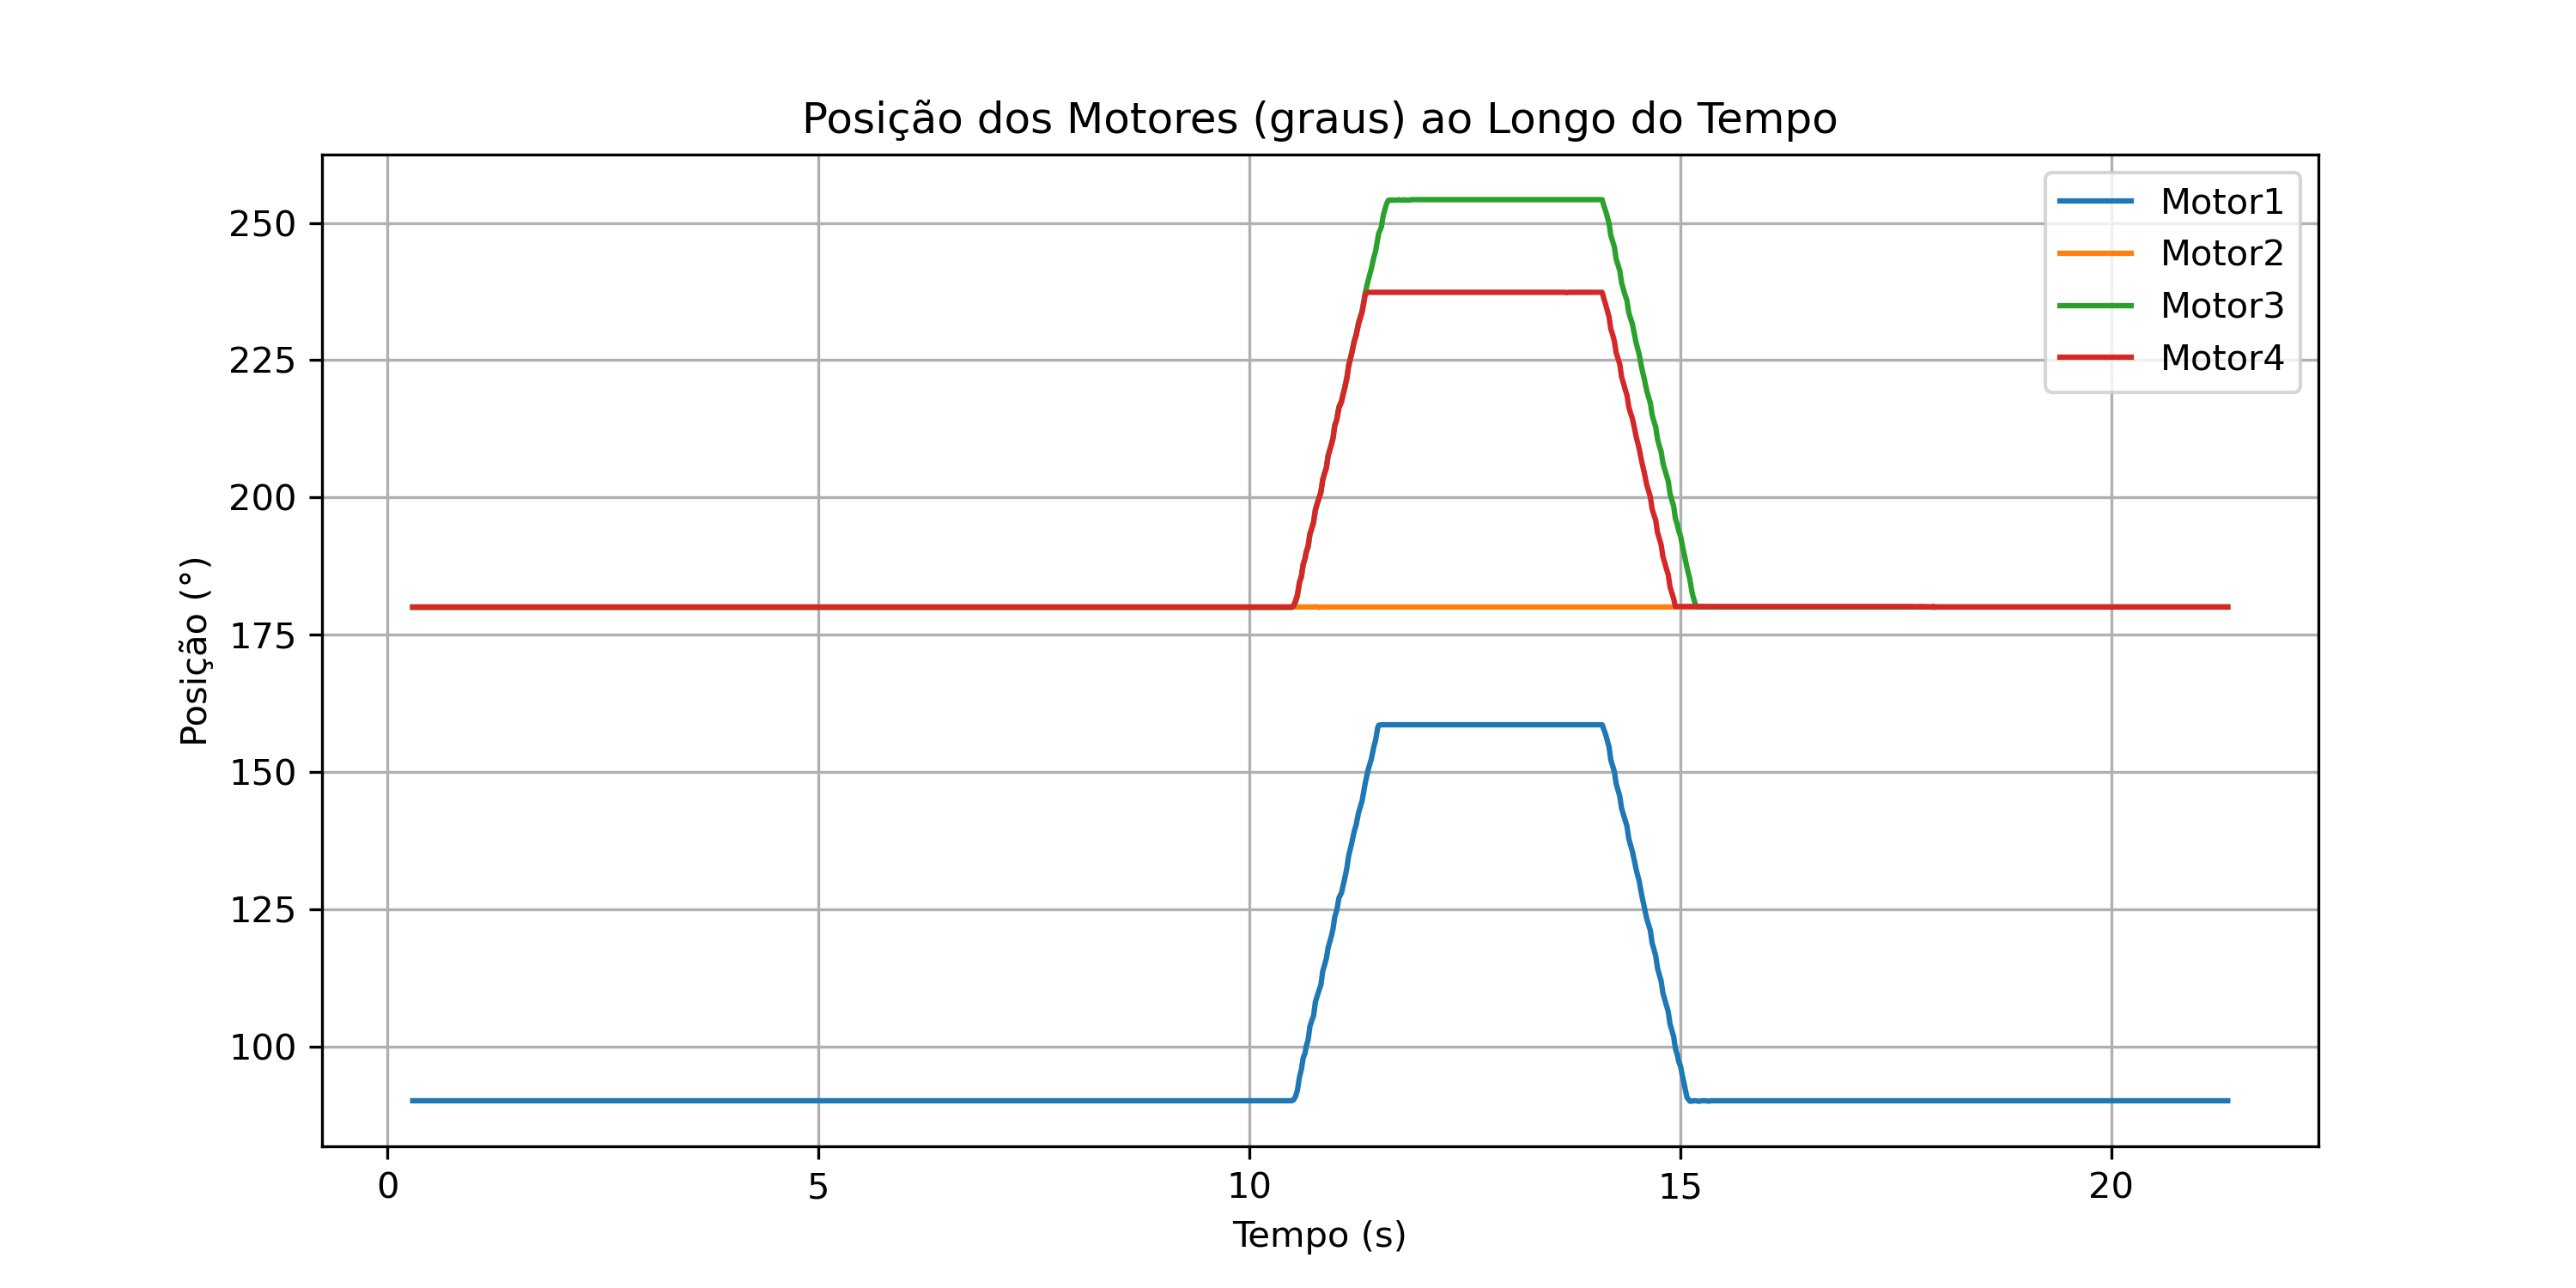 Posição dos Motores (graus) ao Longo do Tempo
Motor1
Motor2
Motor3
Motor4
250
225
200
175
150
125
100
Posição (°)
0 5 10 15 20
Tempo (s)